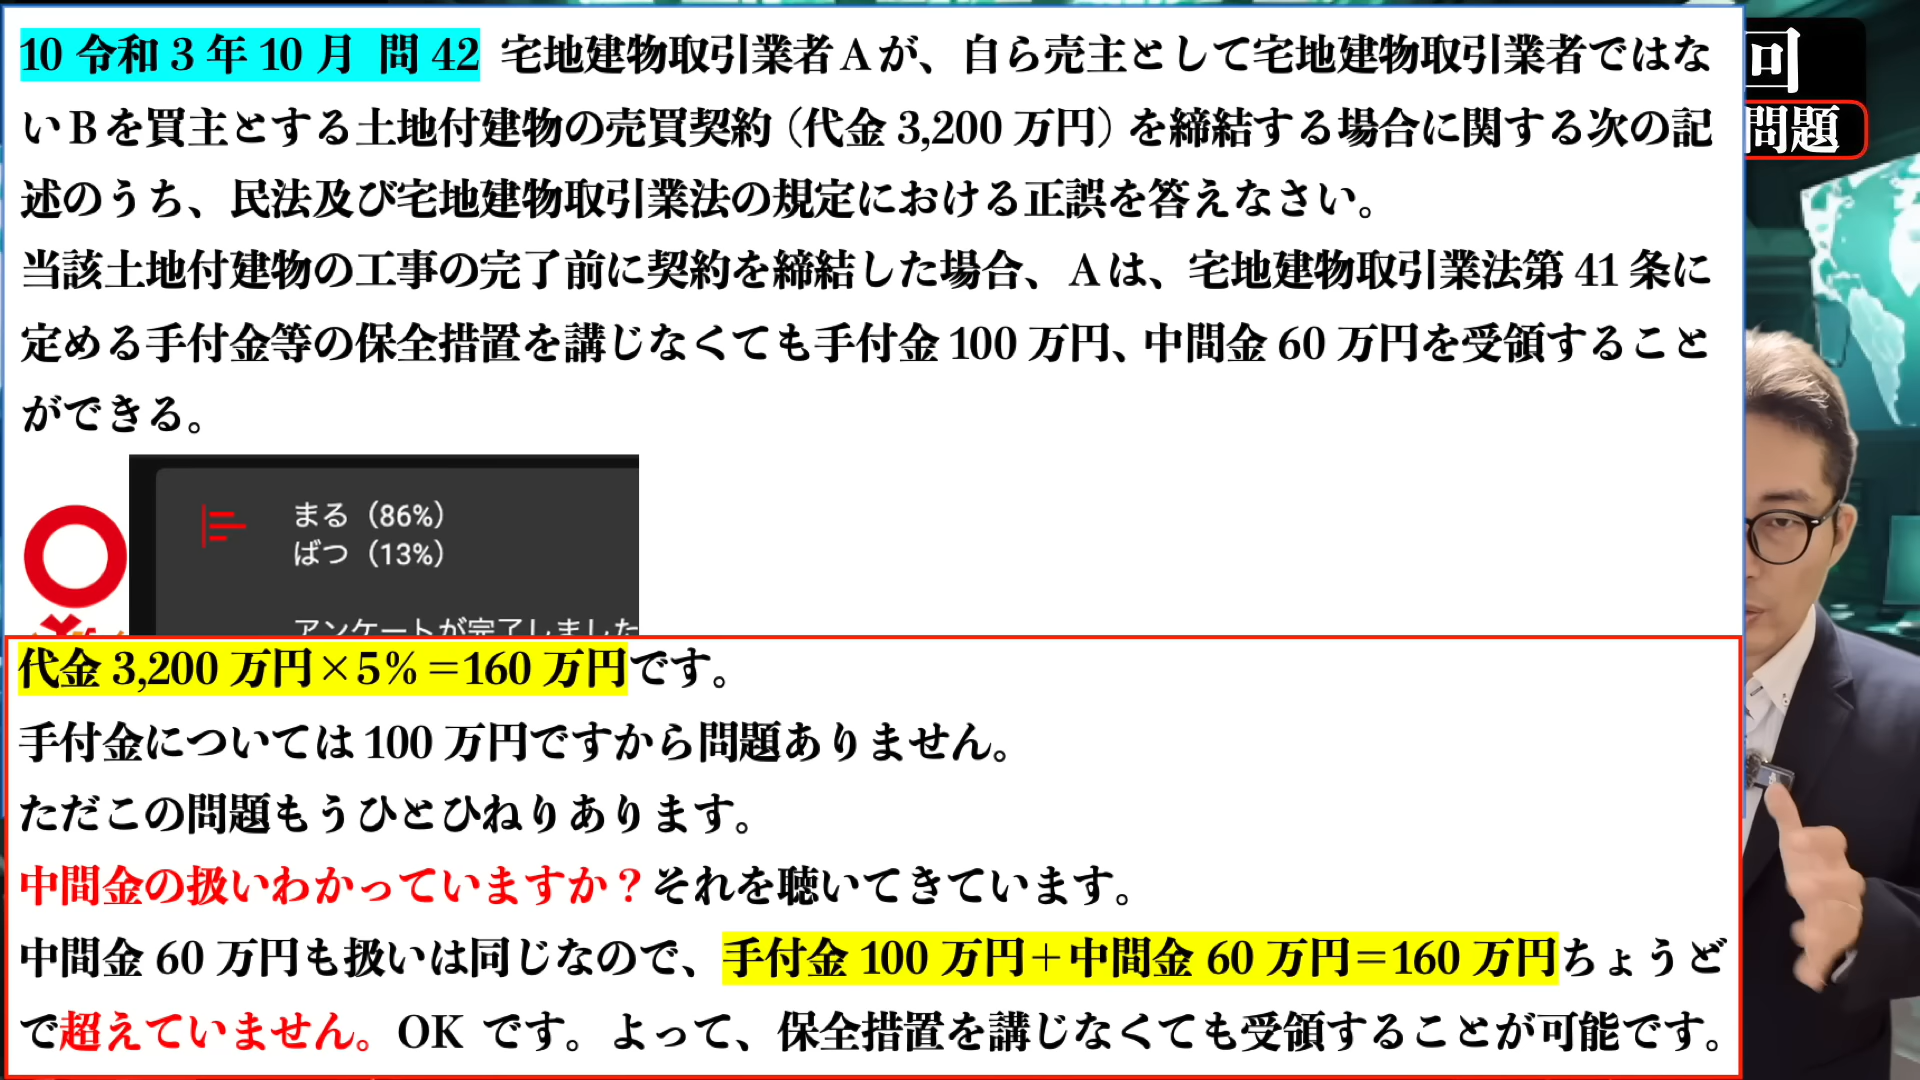 10 令和 3 年 10 月 問 42 宅地建物取引業者Aが、自ら売主として宅地建物取引業者ではな
いBを買主とする土地付建物の売買契約（代金 3,200 万円）を締結する場合に関する次の記
述のうち、民法及び宅地建物取引業法の規定における正誤を答えなさい。
当該土地付建物の工事の完了前に契約を締結した場合、Aは、宅地建物取引業法第 41 条に
定める手付金等の保全措置を講じなくても手付金 100 万円、中間金 60 万円を受領すること
ができる。
回
問題
まる（86%）
ばつ（13%）
アンケートが完了しました
代金 3,200 万円×5%＝160 万円です。
手付金については 100 万円ですから問題ありません。
ただこの問題もうひとひねりあります。
中間金の扱いわかっていますか？それを聴いてきています。
中間金 60 万円も扱いは同じなので、手付金 100 万円＋中間金 60 万円＝160 万円ちょうど
で超えていません。OK です。よって、保全措置を講じなくても受領することが可能です。